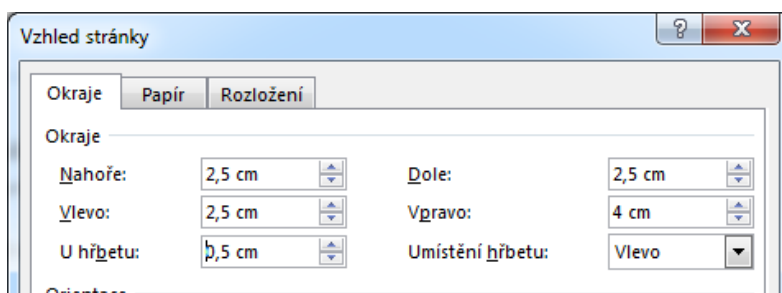 Vzhled stránky
Okraje Papír Rozložení
Okraje
Nahoře: 2,5 cm Dole: 2,5 cm
Vlevo: 2,5 cm Vpravo: 4 cm
U hřbetu: 0,5 cm Umístění hřbetu: Vlevo
Orientace